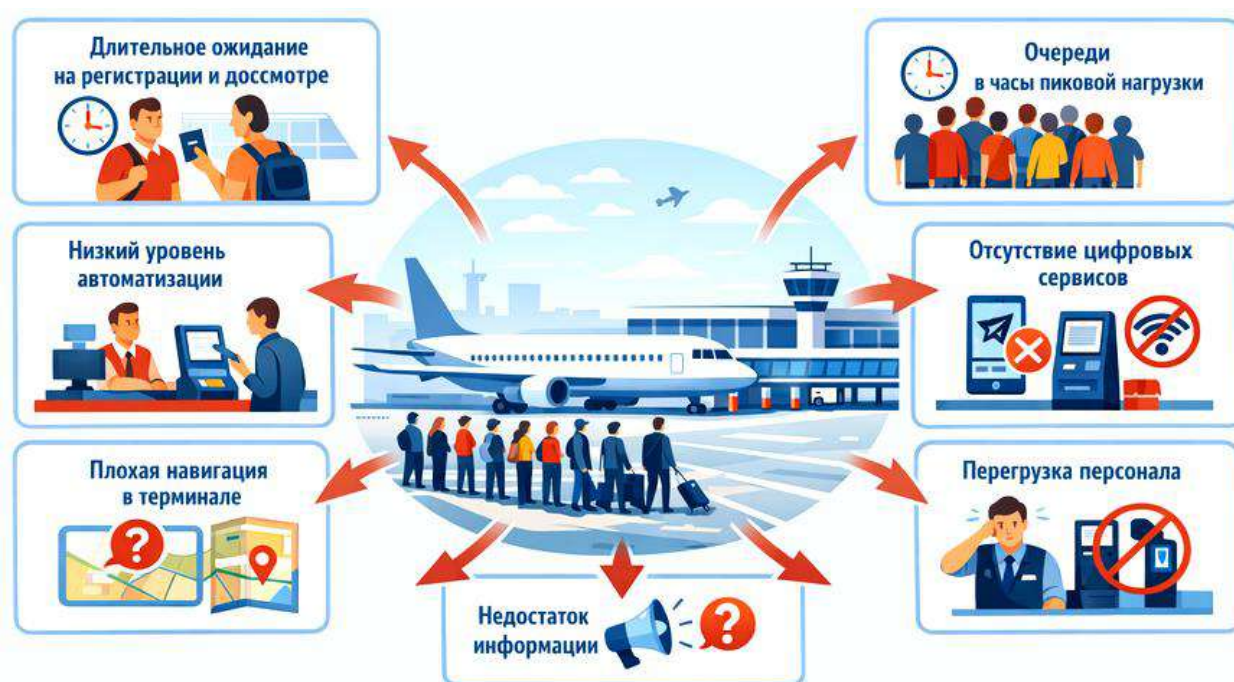 Длительное ожидание
на регистрации и доссмотре
Очереди
в часы пиковой нагрузки
Низкий уровень
автоматизации
Отсутствие цифровых
сервисов
Плохая навигация
в терминале
?
Перегрузка персонала
Недостаток
информации
?